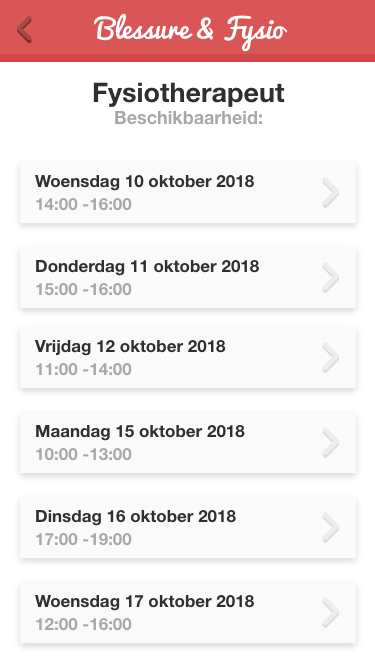 Blessure & Fysio
Fysiotherapeut
Beschikbaarheid:
Woensdag 10 oktober 2018
14:00 -16:00
Donderdag 11 oktober 2018
15:00 -16:00
Vrijdag 12 oktober 2018
11:00 -14:00
Maandag 15 oktober 2018
10:00 -13:00
Dinsdag 16 oktober 2018
17:00 -19:00
Woensdag 17 oktober 2018
12:00 -16:00